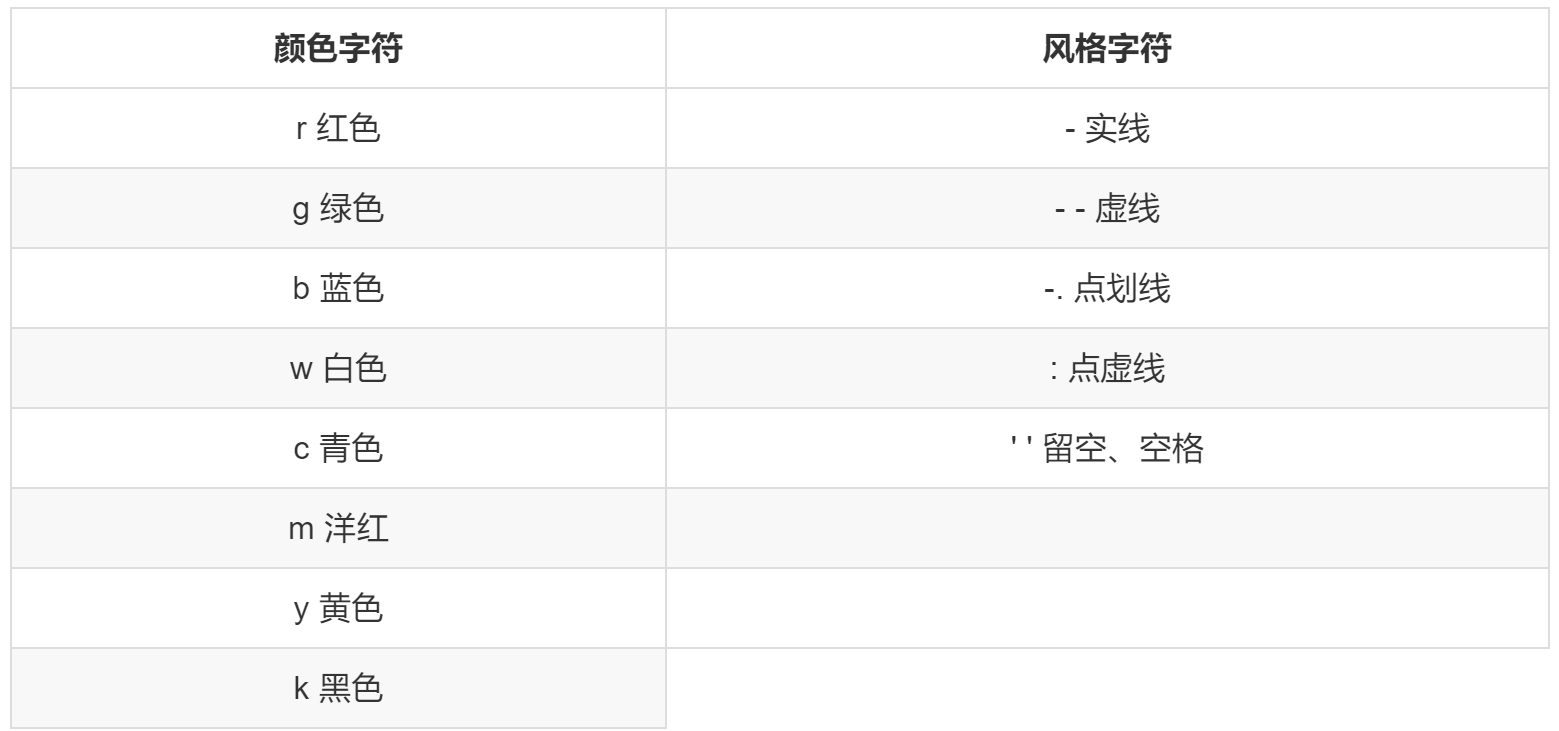 颜色字符 风格字符
r 红色 - 实线
g 绿色 - - 虚线
b 蓝色 -. 点划线
w 白色 : 点虚线
c 青色 ' ' 留空、空格
m 洋红
y 黄色
k 黑色